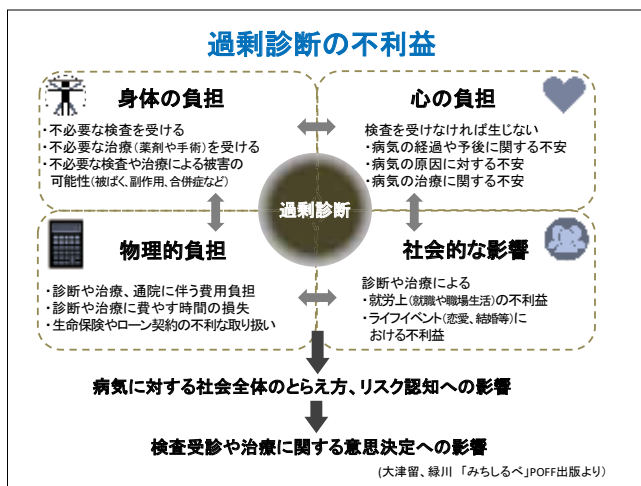 過剰診断の不利益
身体の負担
・不必要な検査を受ける
・不必要な治療(薬剤や手術)を受ける
・不必要な検査や治療による被害の
可能性(被ばく、副作用、合併症など)
心の負担
検査を受けなければ生じない
・病気の経過や予後に関する不安
・病気の原因に対する不安
・病気の治療に関する不安
過剰診断
物理的負担
・診断や治療、通院に伴う費用負担
・診断や治療に費やす時間の損失
・生命保険やローン契約の不利な取り扱い
社会的な影響
診断や治療による
・就労上(就職や職場生活)の不利益
・ライフイベント(恋愛、結婚等)に
おける不利益
病気に対する社会全体のとらえ方、リスク認知への影響
検査受診や治療に関する意思決定への影響
(大津留、緑川 「みちしるべ」POFF出版より)